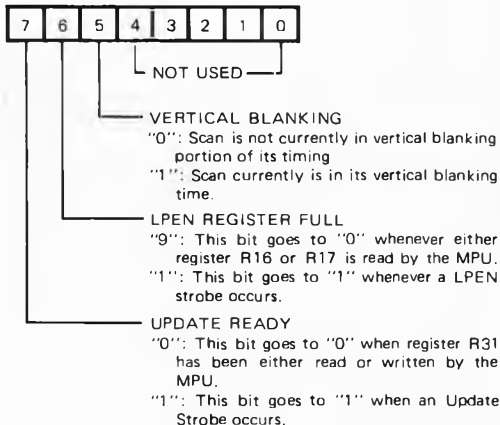 7 6 5 4 3 2 1 0
NOT USED
VERTICAL BLANKING
"0": Scan is not currently in vertical blanking
portion of its timing
"1": Scan currently is in its vertical blanking
time.
LPEN REGISTER FULL
"9": This bit goes to "0" whenever either
register R16 or R17 is read by the MPU.
"1": This bit goes to "1" whenever a LPEN
strobe occurs.
UPDATE READY
"0": This bit goes to "0" when register R31
has been either read or written by the
MPU.
"1": This bit goes to "1" when an Update
Strobe occurs.